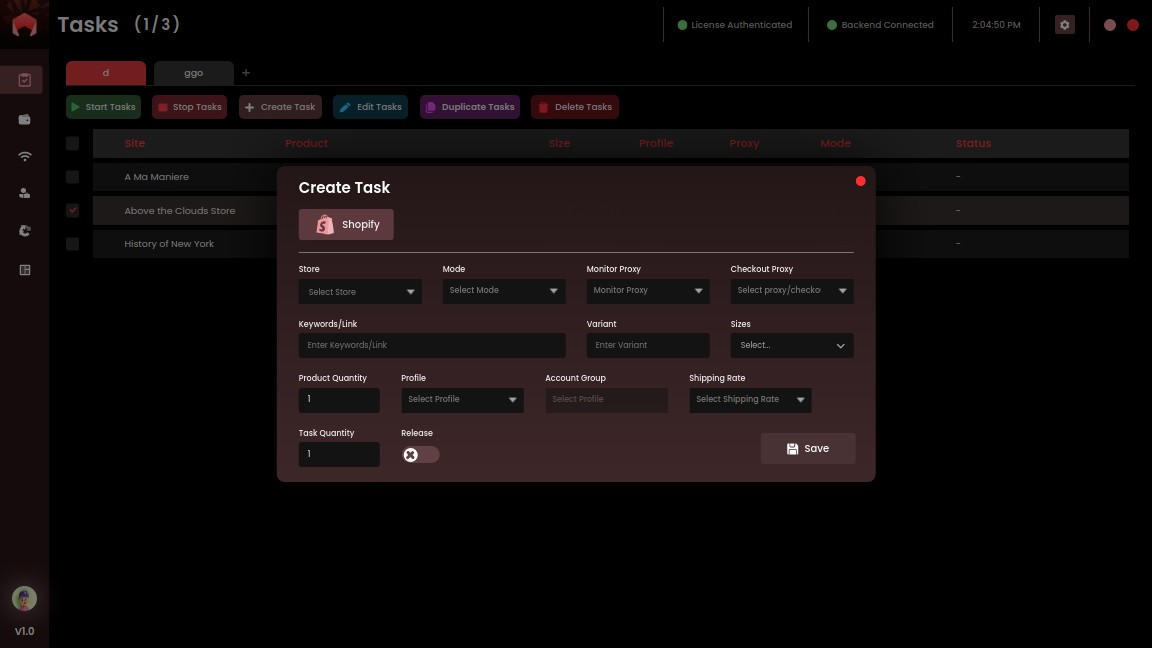 Tasks (1/3)
License Authenticated
Backend Connected
2:04:50 PM
d
ggo
+
Start Tasks
Stop Tasks
Create Task
Edit Tasks
Duplicate Tasks
Delete Tasks
Site Product Size Profile Proxy Mode Status
A Ma Maniere -
Above the Clouds Store -
History of New York -
Create Task
Shopify
Store Mode Monitor Proxy Checkout Proxy
Select Store Select Mode Monitor Proxy Select proxy/checko
Keywords/Link Variant Sizes
Enter Keywords/Link Enter Variant Select...
Product Quantity Profile Account Group Shipping Rate
1 Select Profile Select Profile Select Shipping Rate
Task Quantity Release
1
Save
V1.0